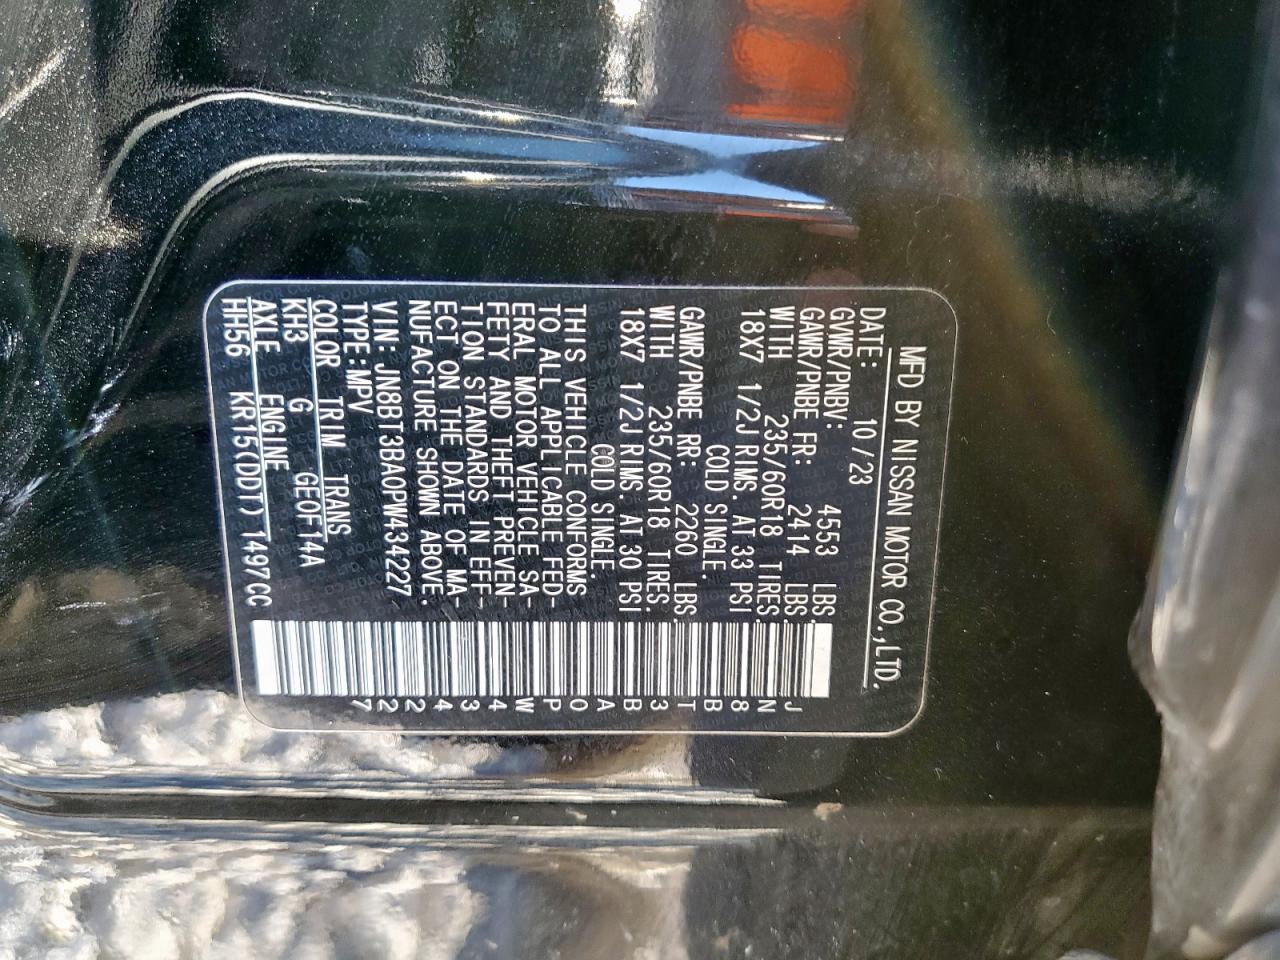 MFD BY NISSAN MOTOR CO.,LTD.
DATE: 10/23
GVWR/PNBV: 4553 LBS.
GAWR/PNBE FR: 2414 LBS.
WITH 235/60R18 TIRES.
18X7 1/2J RIMS. AT 33 PSI
COLD SINGLE.
GAWR/PNBE RR: 2260 LBS.
WITH 235/60R18 TIRES.
18X7 1/2J RIMS. AT 30 PSI
COLD SINGLE.
THIS VEHICLE CONFORMS
TO ALL APPLICABLE FED-
ERAL MOTOR VEHICLE SA-
FETY AND THEFT PREVEN-
TION STANDARDS IN EFF-
ECT ON THE DATE OF MA-
NUFACTURE SHOWN ABOVE.
VIN: JN8BT3BA0PW434227
TYPE:MPV
COLOR TRIM TRANS
KH3 G GE0F14A
AXLE ENGINE
HH56 KR15(DDT)1497CC
JN8BT3BA0PW434227